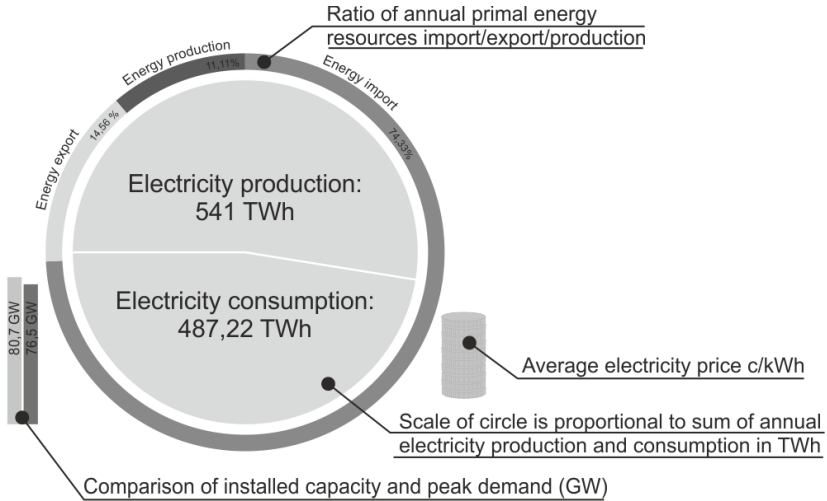 Ratio of annual primal energy
resources import/export/production
Energy production
11,11%
Energy import
74,33%
14,56 %
Energy export
Electricity production:
541 TWh
Electricity consumption:
487,22 TWh
80,7 GW
76,5 GW
Average electricity price c/kWh
Scale of circle is proportional to sum of annual
electricity production and consumption in TWh
Comparison of installed capacity and peak demand (GW)